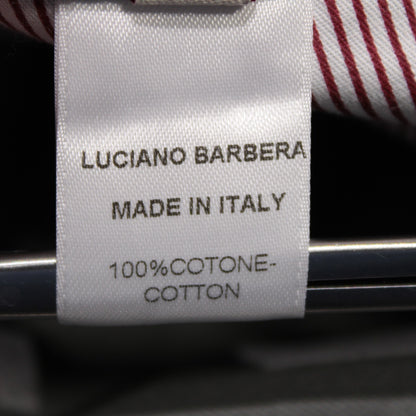 LUCIANO BARBERA
MADE IN ITALY
100%COTONE-
COTTON